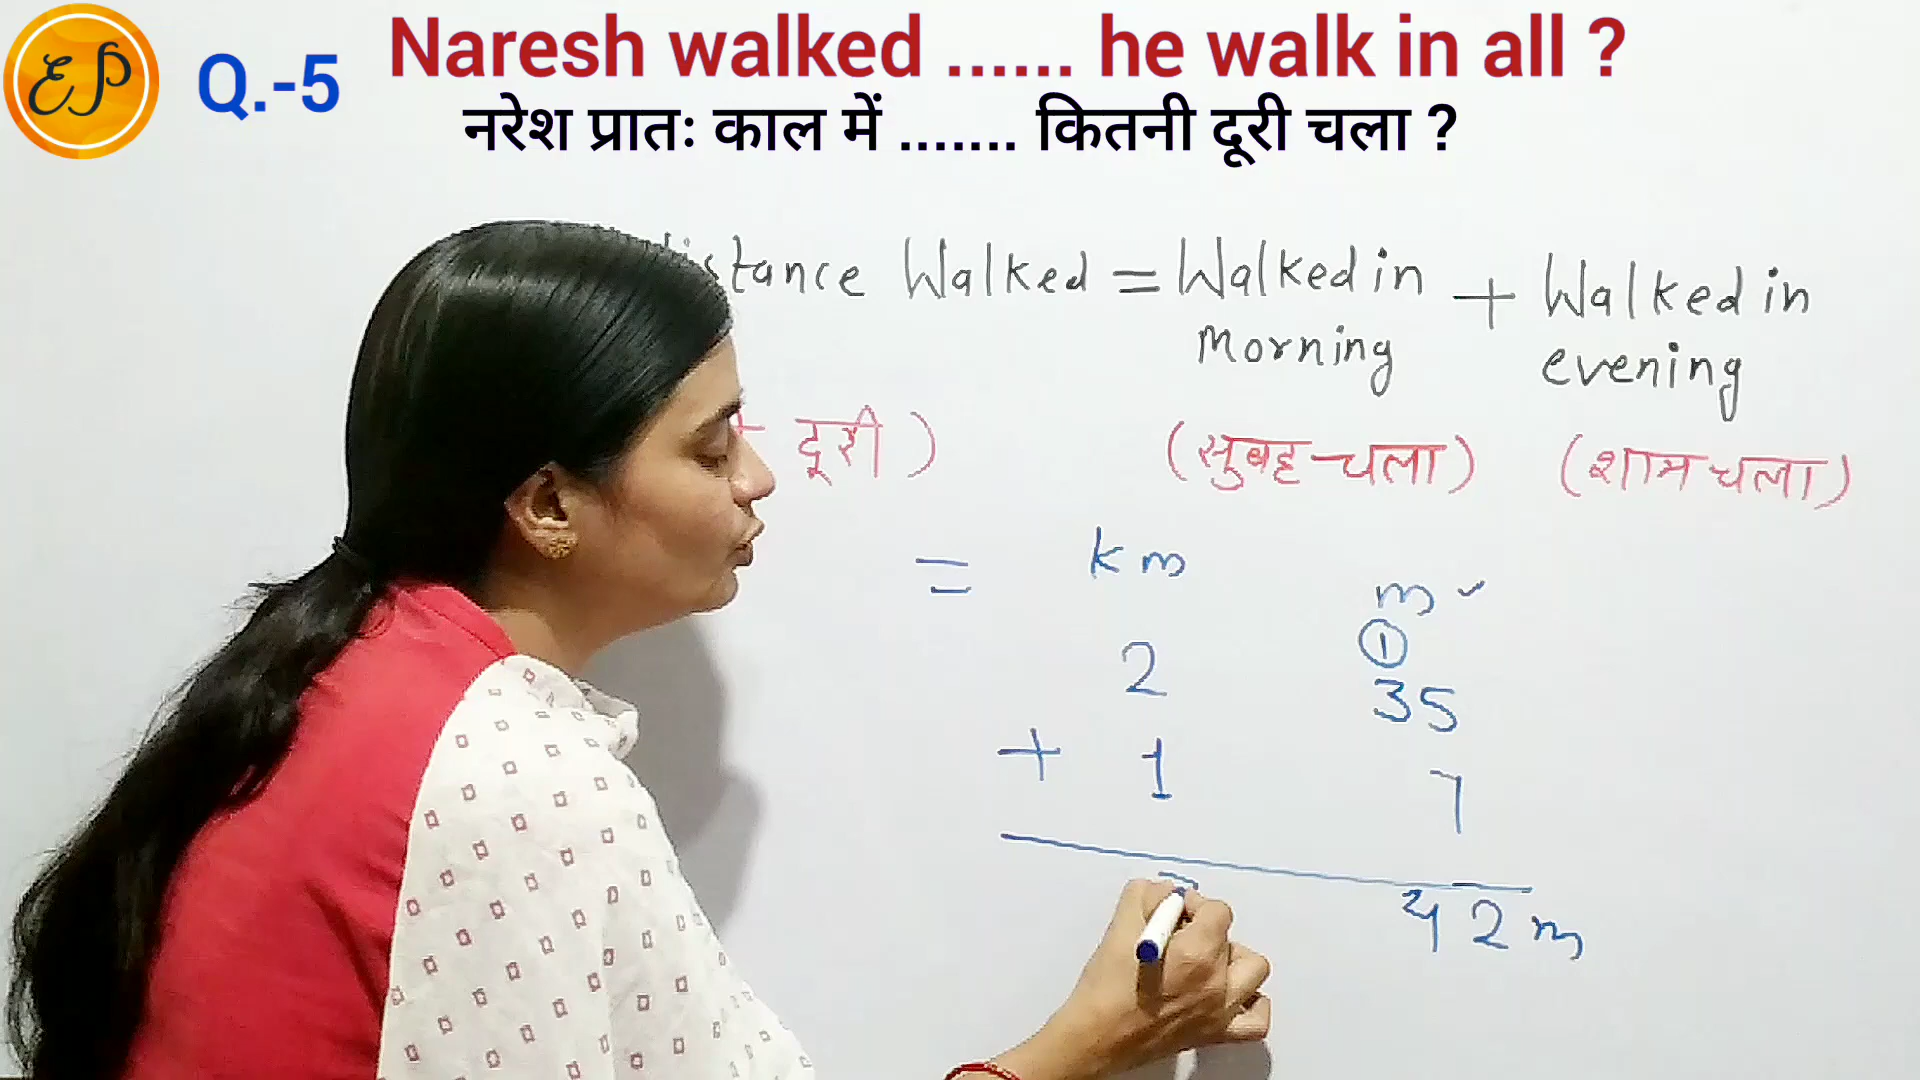 EP
Q.-5 Naresh walked ...... he walk in all ?
नरेश प्रातः काल में ....... कितनी दूरी चला ?
Walked = Walked in + Walked in
Morning evening
दूरी ) (सुबह चला) (शाम चला)
= km m
1
2 35
+ 1 7
42 m